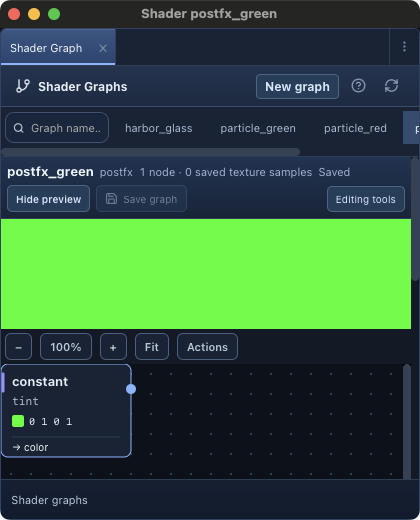 Shader postfx_green
Shader Graph
Shader Graphs
New graph
Graph name..
harbor_glass
particle_green
particle_red
postfx_green postfx 1 node · 0 saved texture samples Saved
Hide preview
Save graph
Editing tools
− 100% + Fit Actions
constant
tint
0 1 0 1
→ color
Shader graphs